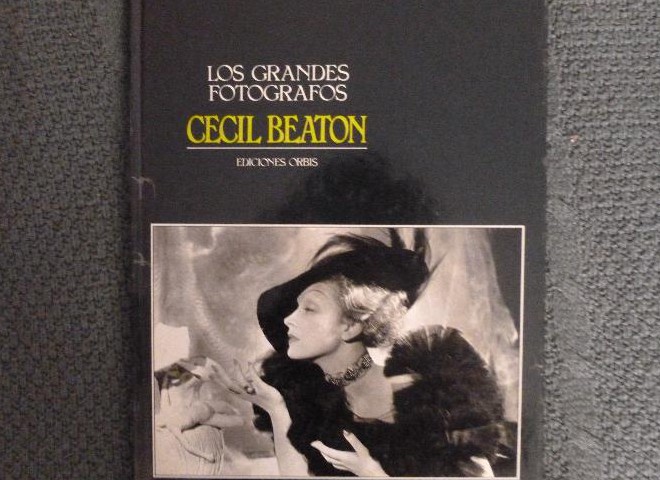 LOS GRANDES
FOTOGRAFOS
CECIL BEATON
EDICIONES ORBIS